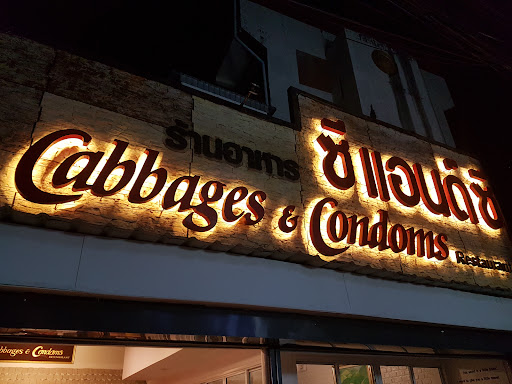 ร้านอาหาร ซีแอนด์ซี
Cabbages & Condoms Restaurant
Cabbages & Condoms